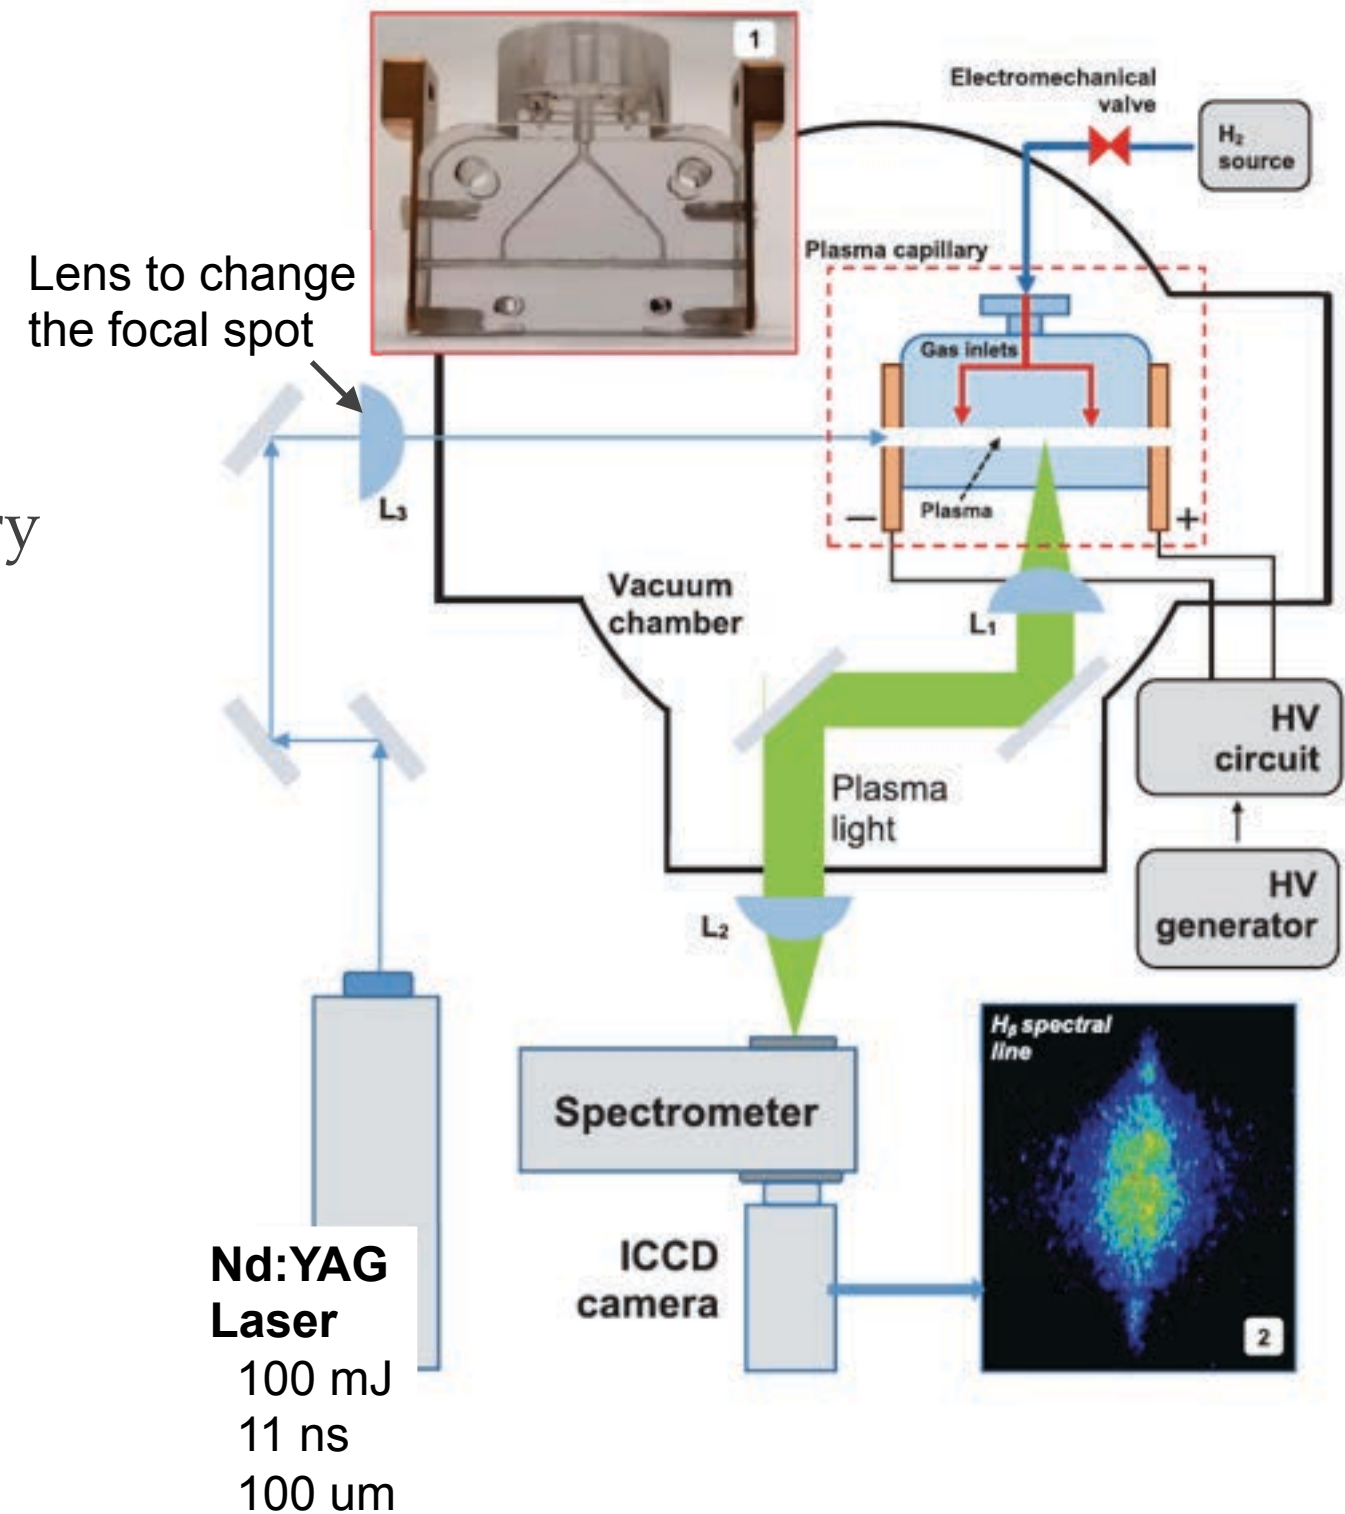 1
Electromechanical
valve
H₂
source
Plasma capillary
Lens to change
the focal spot
Gas inlets
L₃
ry
Plasma
—
+
Vacuum
chamber
L₁
HV
circuit
Plasma
light
HV
generator
L₂
Hᵦ spectral
line
Spectrometer
ICCD
camera
2
Nd:YAG
Laser
100 mJ
11 ns
100 um